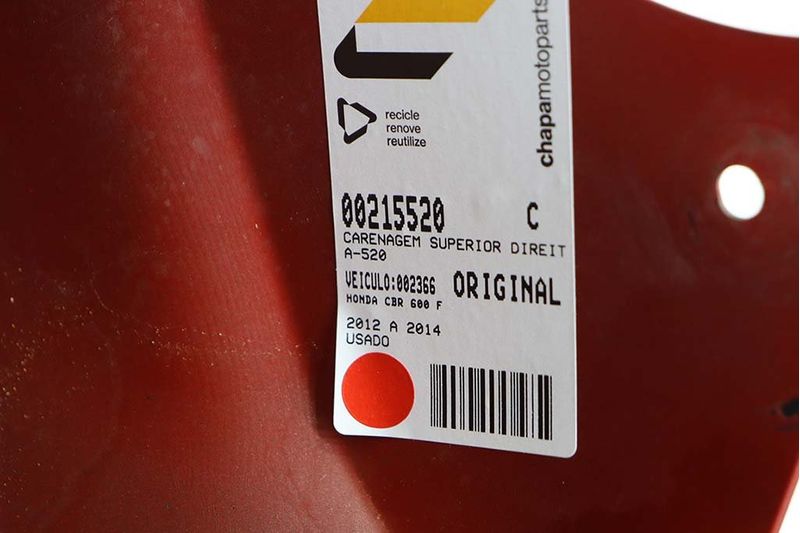 chapamotoparts
recicle
renove
reutilize
00215520 C
CARENAGEM SUPERIOR DIREIT
A-520
VEICULO:002366 ORIGINAL
HONDA CBR 600 F
2012 A 2014
USADO